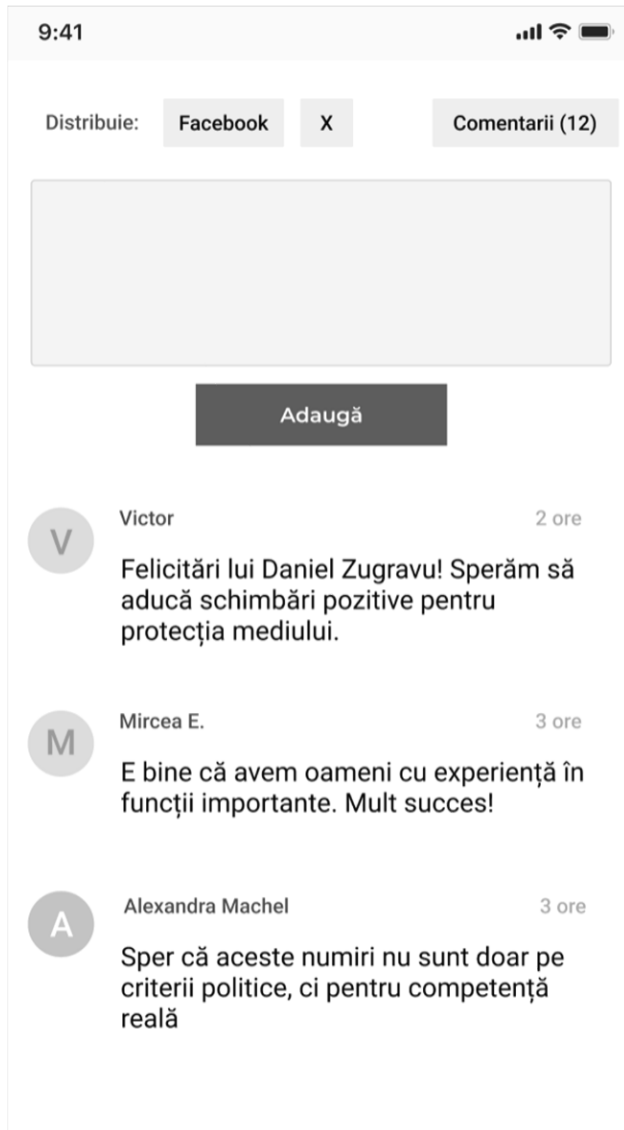 9:41
Distribuie: Facebook X Comentarii (12)
Adaugă
Victor 2 ore
V
Felicitări lui Daniel Zugravu! Sperăm să
aducă schimbări pozitive pentru
protecția mediului.
Mircea E. 3 ore
M
E bine că avem oameni cu experiență în
funcții importante. Mult succes!
Alexandra Machel 3 ore
A
Sper că aceste numiri nu sunt doar pe
criterii politice, ci pentru competență
reală